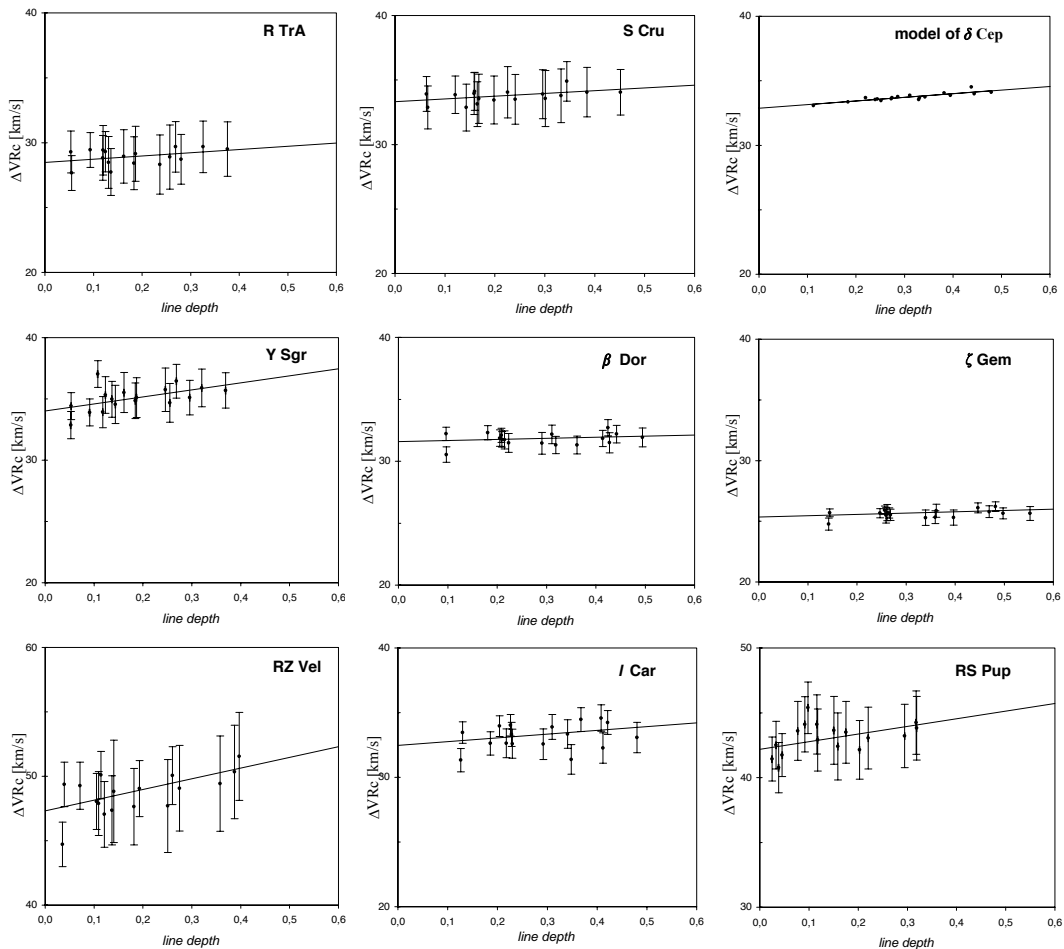 R TrA
40
30
20
ΔVRc [km/s]
0,0 0,1 0,2 0,3 0,4 0,5 0,6
line depth
S Cru
40
30
20
ΔVRc [km/s]
0,0 0,1 0,2 0,3 0,4 0,5 0,6
line depth
model of δ Cep
40
30
20
ΔVRc [km/s]
0,0 0,1 0,2 0,3 0,4 0,5 0,6
line depth
Y Sgr
40
30
20
ΔVRc [km/s]
0,0 0,1 0,2 0,3 0,4 0,5 0,6
line depth
β Dor
40
30
20
ΔVRc [km/s]
0,0 0,1 0,2 0,3 0,4 0,5 0,6
line depth
ζ Gem
40
30
20
ΔVRc [km/s]
0,0 0,1 0,2 0,3 0,4 0,5 0,6
line depth
RZ Vel
60
50
40
ΔVRc [km/s]
0,0 0,1 0,2 0,3 0,4 0,5 0,6
line depth
l Car
40
30
20
ΔVRc [km/s]
0,0 0,1 0,2 0,3 0,4 0,5 0,6
line depth
RS Pup
50
40
30
ΔVRc [km/s]
0,0 0,1 0,2 0,3 0,4 0,5 0,6
line depth